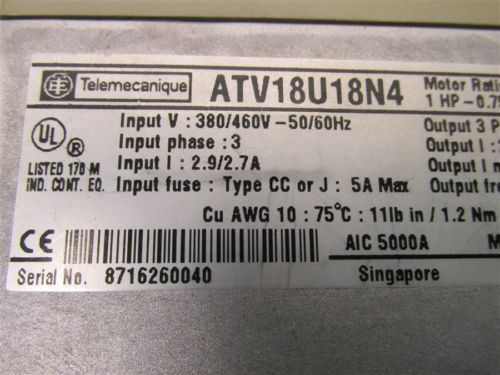 Telemecanique ATV18U18N4 Motor
1 HP - 0.7
Input V : 380/460V - 50/60Hz Output 3
Input phase : 3 Output I :
Input I : 2.9/2.7A Output I
Input fuse : Type CC or J : 5A Max Output
UL ®
LISTED 170 M
IND. CONT. EQ.
Cu AWG 10 : 75°C : 11lb in / 1.2 Nm
CE AIC 5000A
Serial No. 8716260040 Singapore